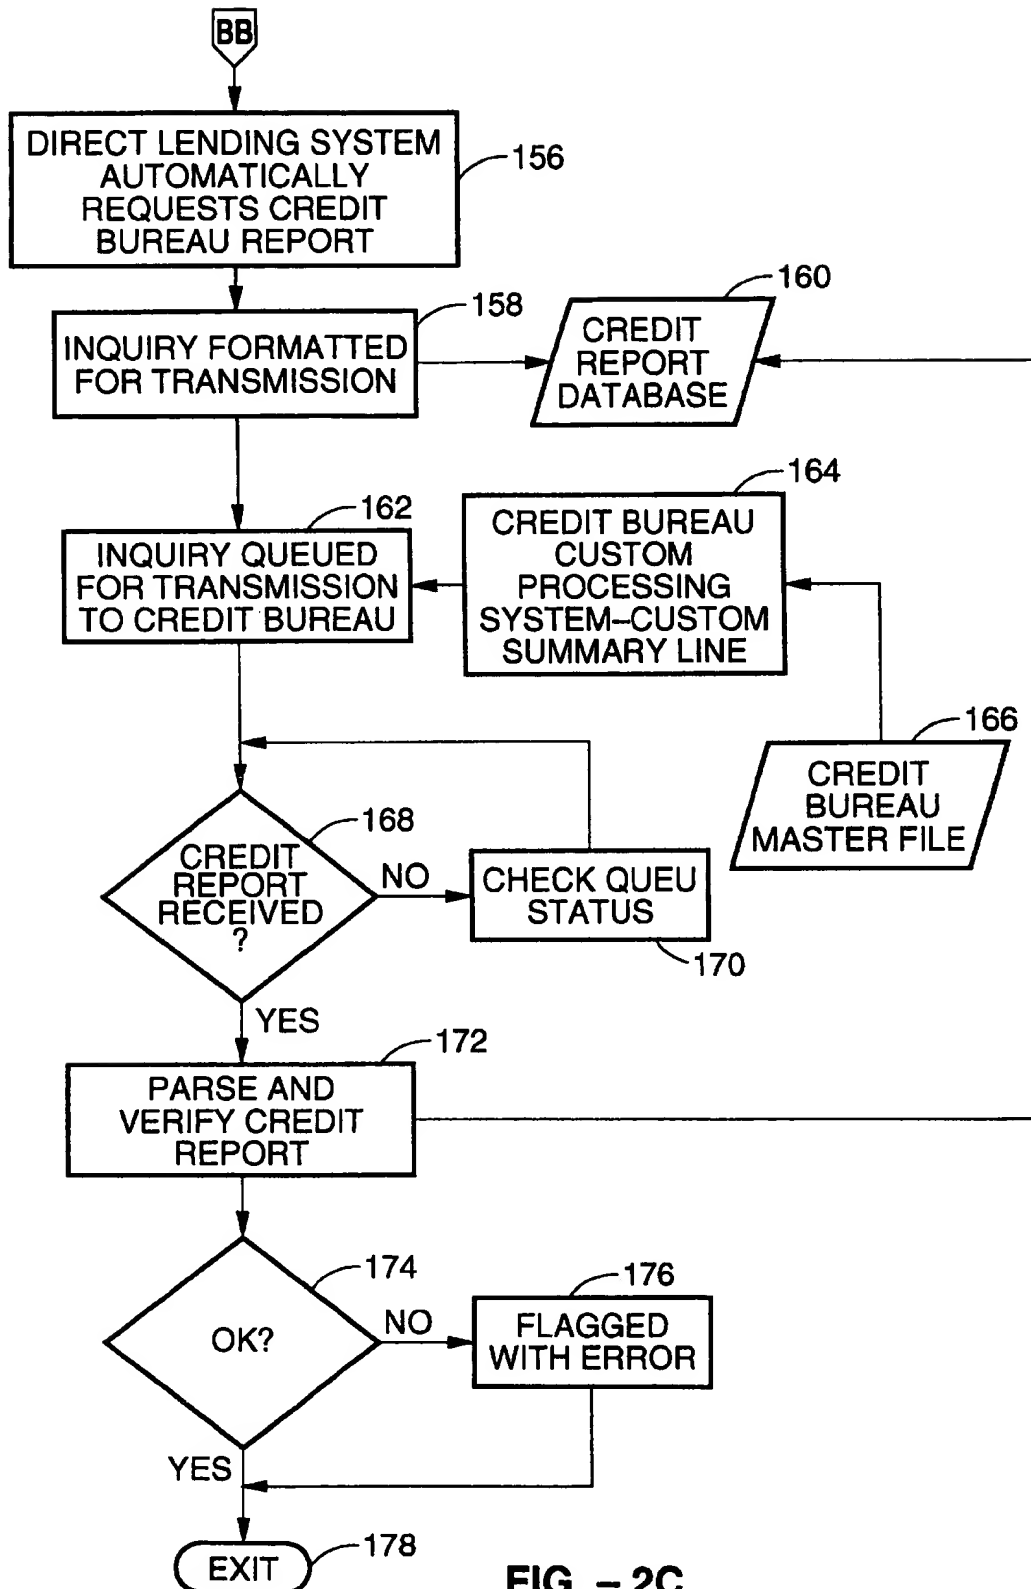 BB
DIRECT LENDING SYSTEM
AUTOMATICALLY
REQUESTS CREDIT
BUREAU REPORT
156
INQUIRY FORMATTED
FOR TRANSMISSION
158
CREDIT
REPORT
DATABASE
160
INQUIRY QUEUED
FOR TRANSMISSION
TO CREDIT BUREAU
162
CREDIT BUREAU
CUSTOM
PROCESSING
SYSTEM–CUSTOM
SUMMARY LINE
164
CREDIT
BUREAU
MASTER FILE
166
CREDIT
REPORT
RECEIVED
?
168
NO
CHECK QUEU
STATUS
170
YES
PARSE AND
VERIFY CREDIT
REPORT
172
OK?
174
NO
FLAGGED
WITH ERROR
176
YES
EXIT
178
FIG. – 2C